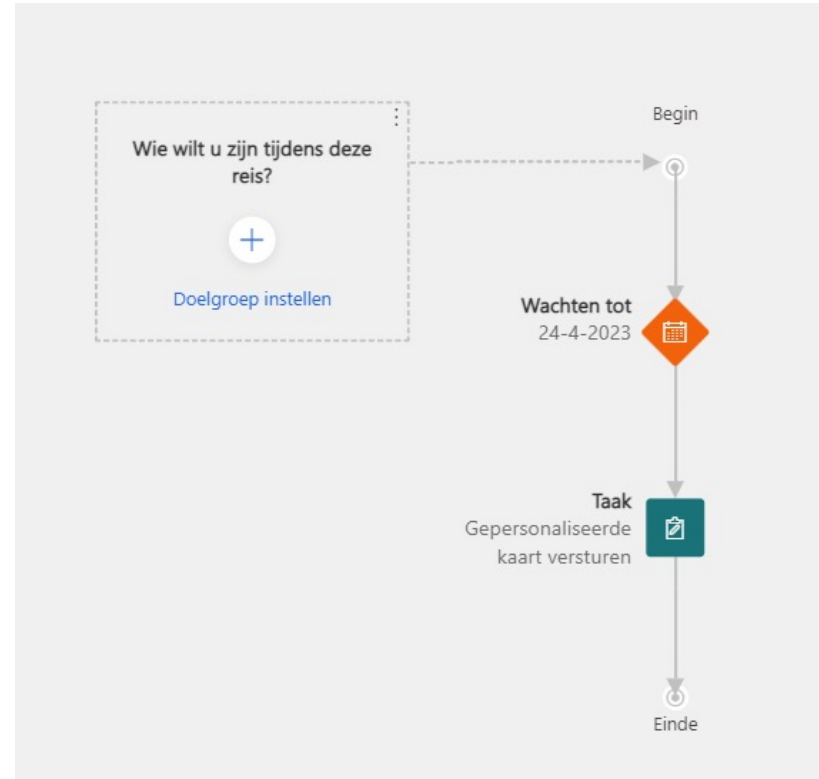 Begin
Wie wilt u zijn tijdens deze
reis?
Doelgroep instellen
Wachten tot
24-4-2023
Taak
Gepersonaliseerde
kaart versturen
Einde